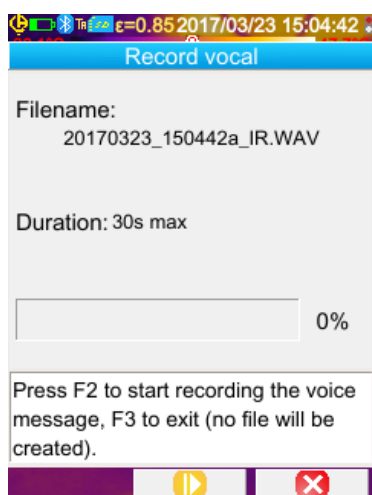 ε=0.85 2017/03/23 15:04:42
Record vocal
Filename:
20170323_150442a_IR.WAV
Duration: 30s max
0%
Press F2 to start recording the voice
message, F3 to exit (no file will be
created).